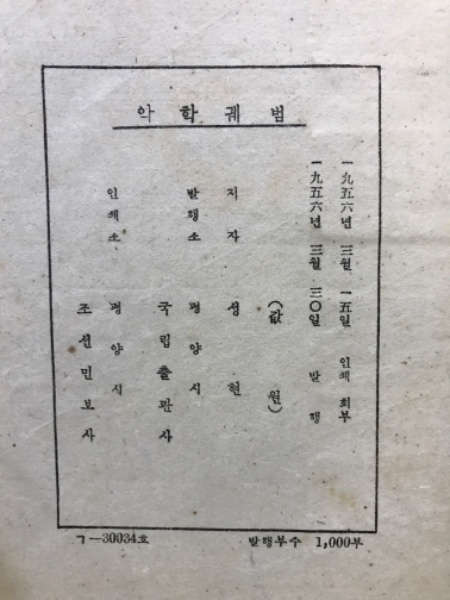 악학궤범
一九五六년 三월 一五일 인쇄 회부
一九五六년 三월 三〇일 발행
(값 원)
저자 성현
발행소 평양시
국립출판사
인쇄소 평양시
조선민보사
ㄱ—30034호 발행부수 1,000부